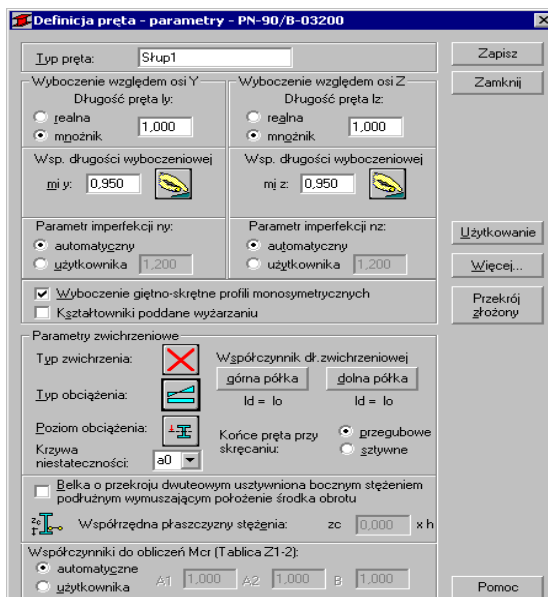 Definicja pręta - parametry - PN-90/B-03200
Typ pręta: Słup1
Zapisz
Zamknij
Wyboczenie względem osi Y
Długość pręta ly:
realna
mnożnik
1,000
Wsp. długości wyboczeniowej
mi y: 0,950
Parametr imperfekcji ny:
automatyczny
użytkownika 1,200
Wyboczenie względem osi Z
Długość pręta lz:
realna
mnożnik
1,000
Wsp. długości wyboczeniowej
mi z: 0,950
Parametr imperfekcji nz:
automatyczny
użytkownika 1,200
Użytkowanie
Więcej...
Przekrój
złożony
Wyboczenie giętno-skrętne profili monosymetrycznych
Kształtowniki poddane wyżarzaniu
Parametry zwichrzeniowe
Typ zwichrzenia:
Typ obciążenia:
Poziom obciążenia:
Krzywa
niestateczności: a0
Współczynnik dł.zwichrzeniowej
górna półka dolna półka
ld = lo ld = lo
Końce pręta przy
skręcaniu:
przegubowe
sztywne
Belka o przekroju dwuteowym usztywniona bocznym stężeniem
podłużnym wymuszającym położenie środka obrotu
zc
Współrzędna płaszczyzny stężenia: zc 0,000 x h
Współczynniki do obliczeń Mcr (Tablica Z1-2):
automatyczne
użytkownika A1 1,000 A2 1,000 B 1,000
Pomoc